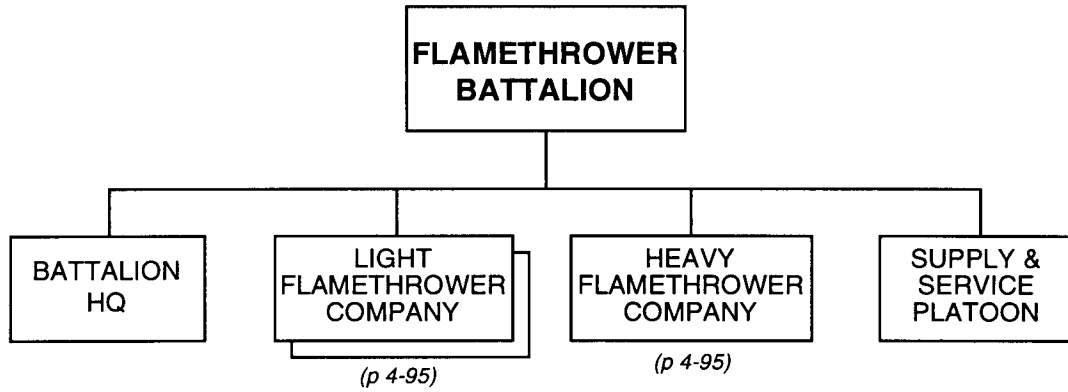 FLAMETHROWER
BATTALION
BATTALION
HQ
LIGHT
FLAMETHROWER
COMPANY
(p 4-95)
HEAVY
FLAMETHROWER
COMPANY
(p 4-95)
SUPPLY &
SERVICE
PLATOON